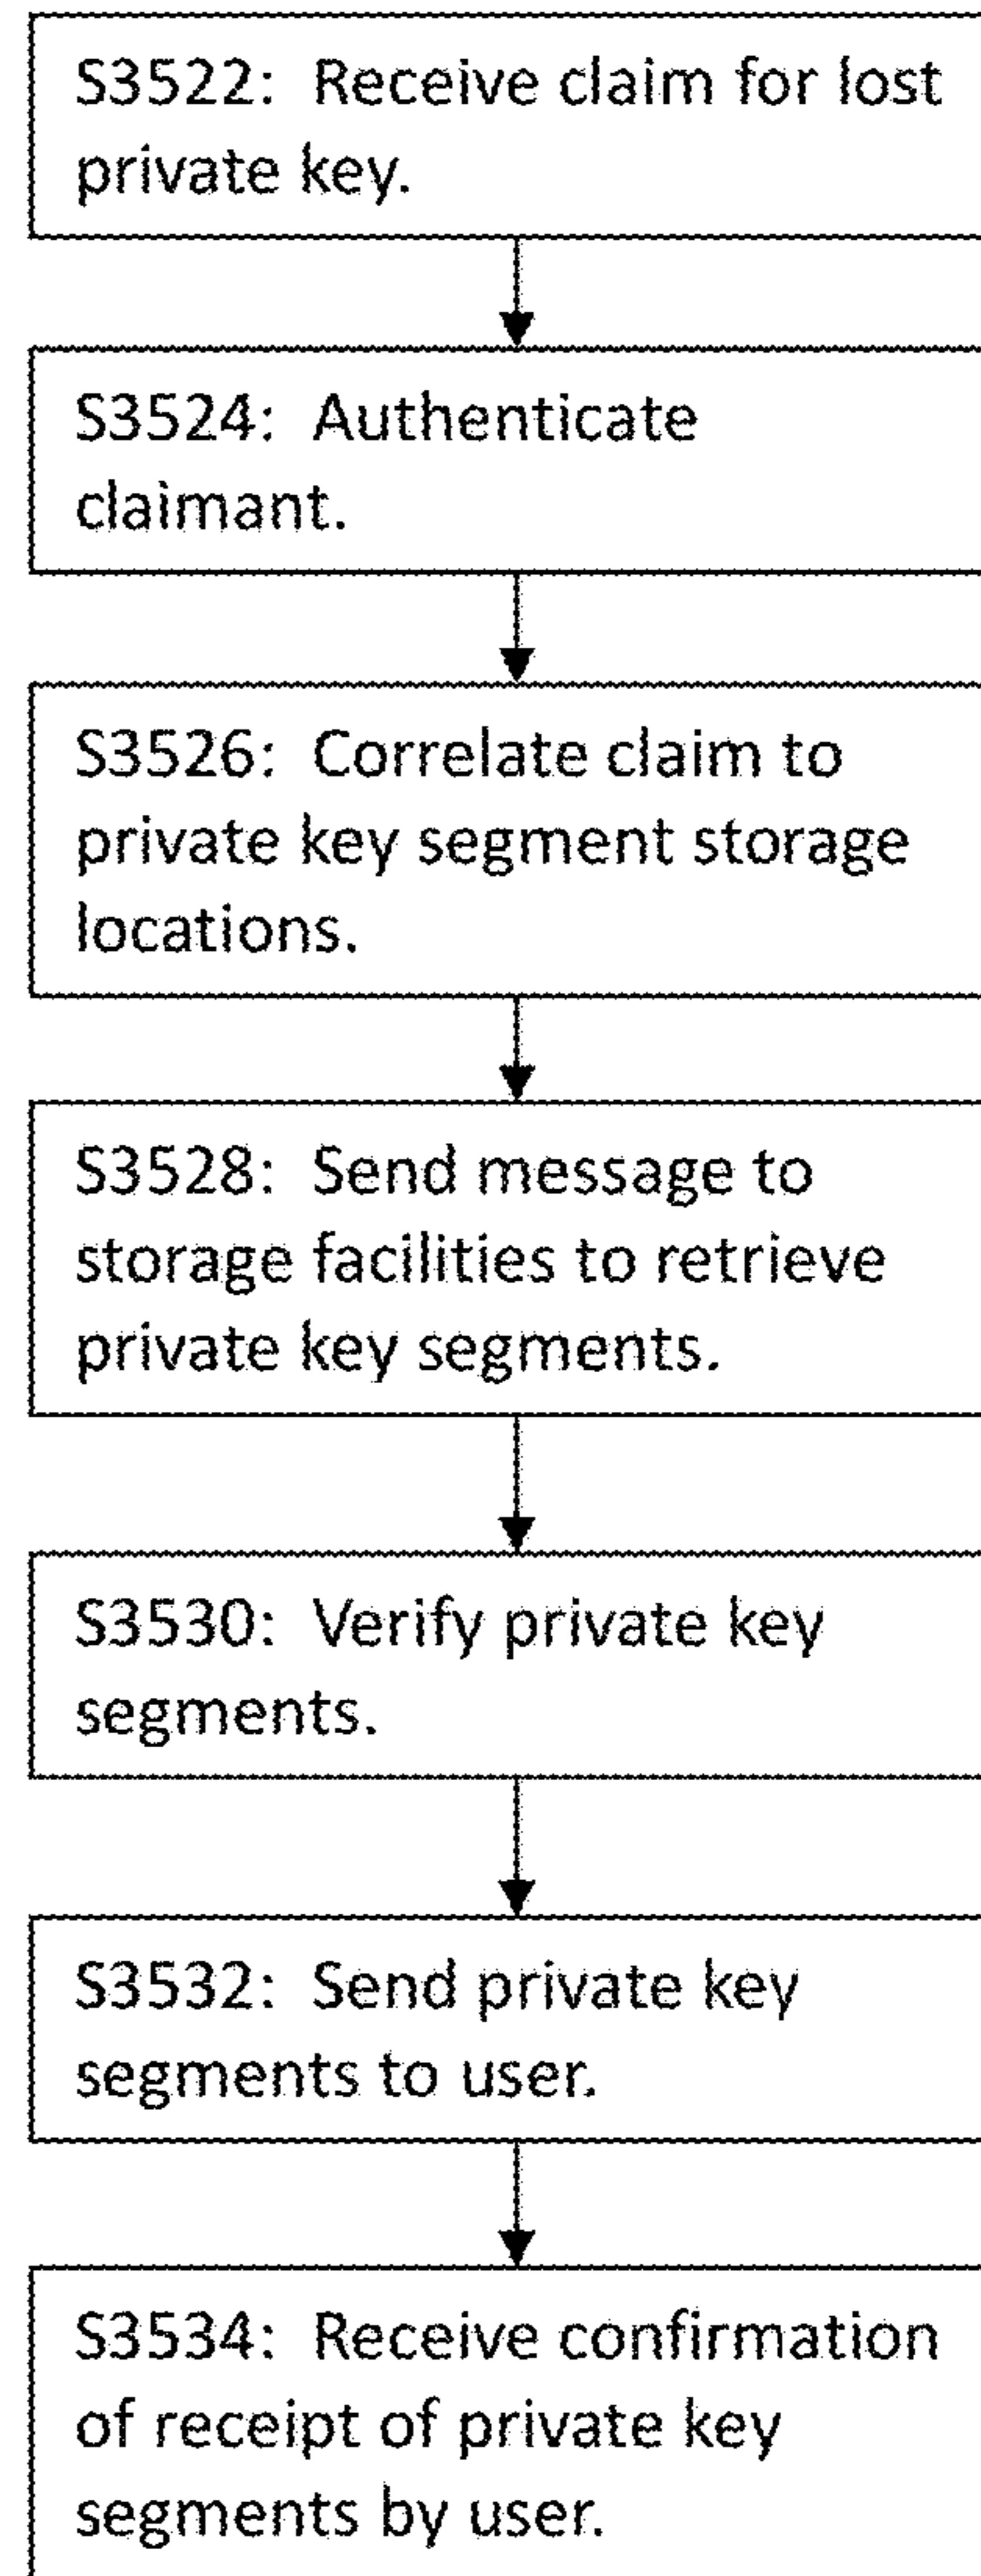 S3522: Receive claim for lost
private key.
S3524: Authenticate
claimant.
S3526: Correlate claim to
private key segment storage
locations.
S3528: Send message to
storage facilities to retrieve
private key segments.
S3530: Verify private key
segments.
S3532: Send private key
segments to user.
S3534: Receive confirmation
of receipt of private key
segments by user.